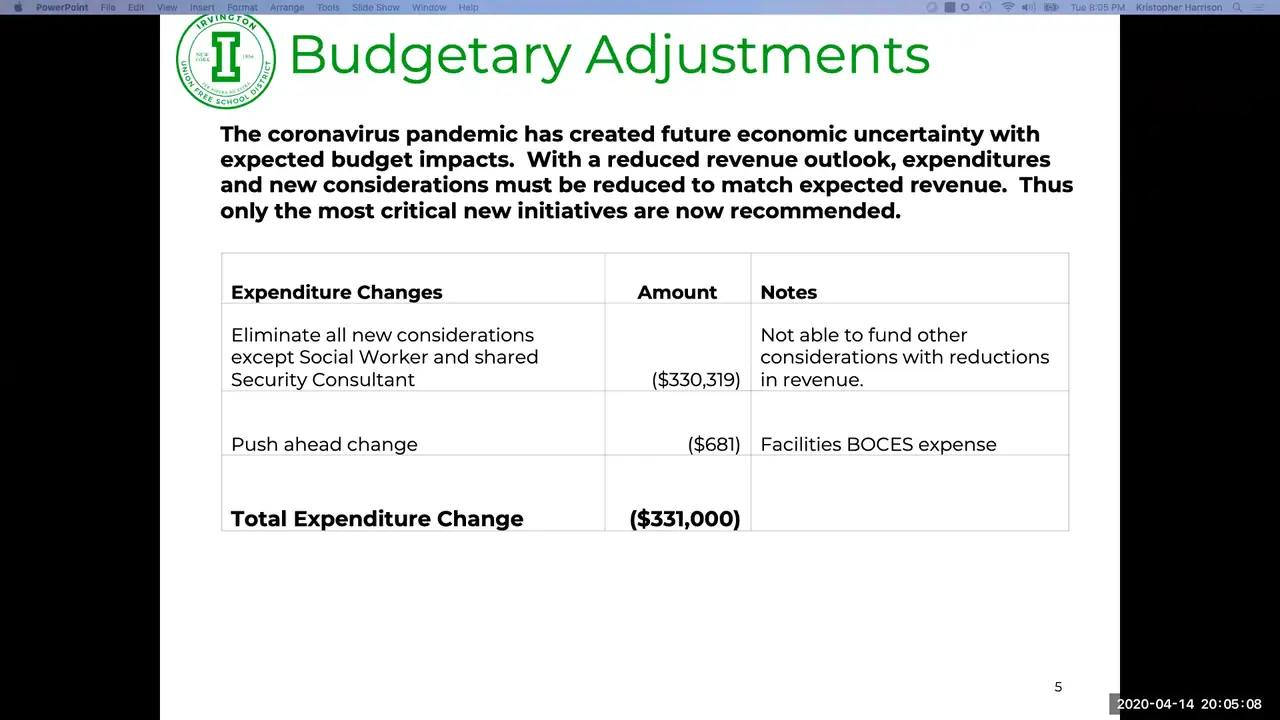 PowerPoint File Edit View Insert Format Arrange Tools Slide Show Window Help Tue 8:05 PM Kristopher Harrison
IRVINGTON
NEW YORK 1956
UNION FREE SCHOOL DISTRICT
Budgetary Adjustments
The coronavirus pandemic has created future economic uncertainty with
expected budget impacts. With a reduced revenue outlook, expenditures
and new considerations must be reduced to match expected revenue. Thus
only the most critical new initiatives are now recommended.
Expenditure Changes Amount Notes
Eliminate all new considerations
except Social Worker and shared
Security Consultant
($330,319)
Not able to fund other
considerations with reductions
in revenue.
Push ahead change ($681) Facilities BOCES expense
Total Expenditure Change ($331,000)
5
2020-04-14 20:05:08